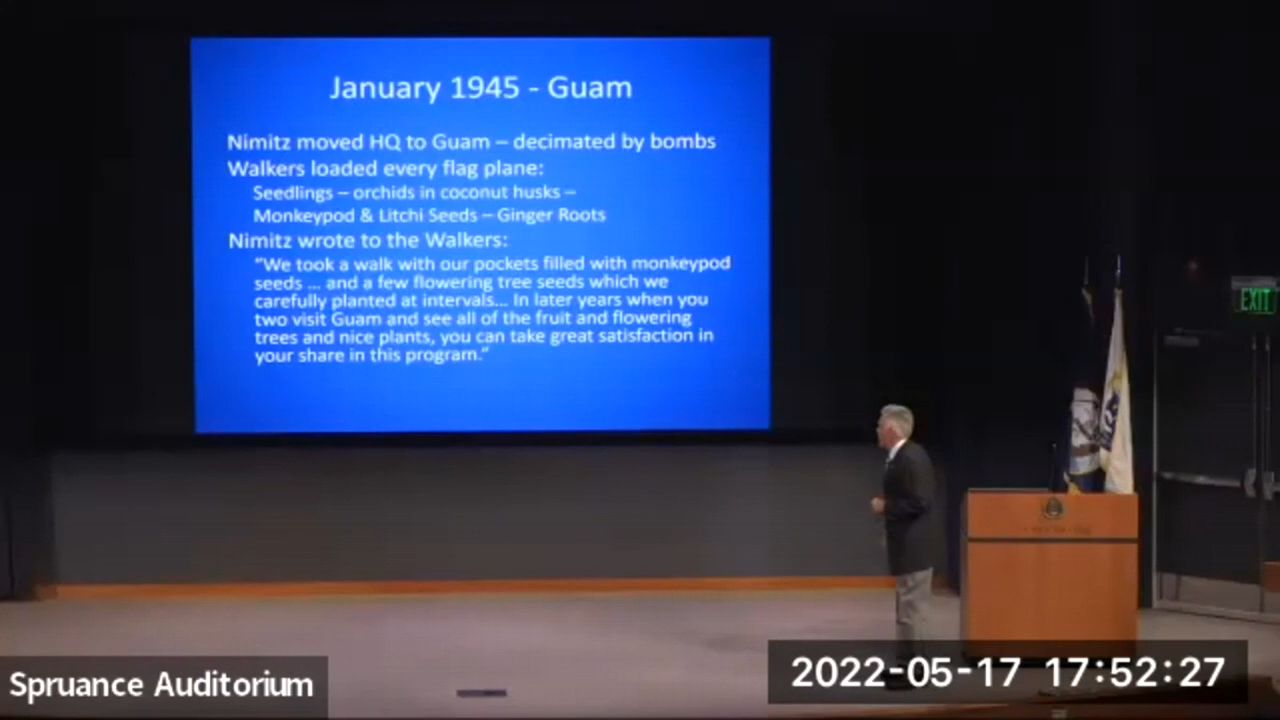 January 1945 - Guam
Nimitz moved HQ to Guam – decimated by bombs
Walkers loaded every flag plane:
Seedlings – orchids in coconut husks –
Monkeypod & Litchi Seeds – Ginger Roots
Nimitz wrote to the Walkers:
"We took a walk with our pockets filled with monkeypod
seeds ... and a few flowering tree seeds which we
carefully planted at intervals... In later years when you
two visit Guam and see all of the fruit and flowering
trees and nice plants, you can take great satisfaction in
your share in this program."
EXIT
Spruance Auditorium
2022-05-17 17:52:27